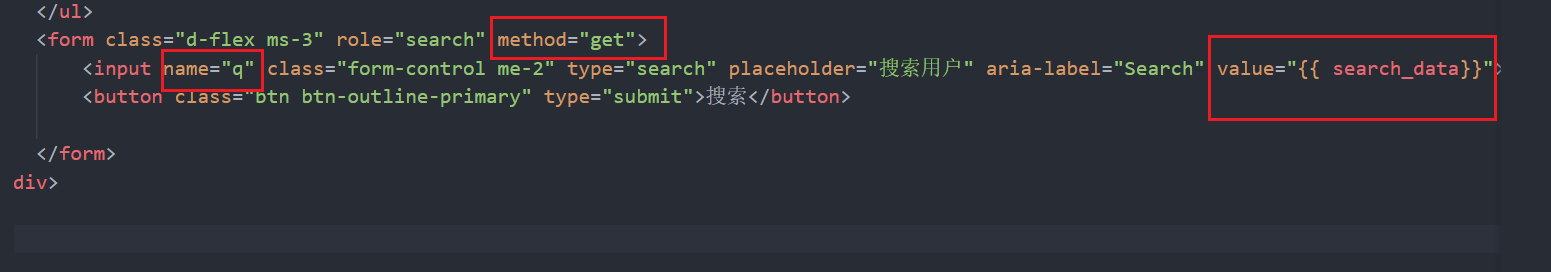 </ul>
<form class="d-flex ms-3" role="search" method="get">
<input name="q" class="form-control me-2" type="search" placeholder="搜索用户" aria-label="Search" value="{{ search_data}}">
<button class="btn btn-outline-primary" type="submit">搜索</button>
</form>
div>